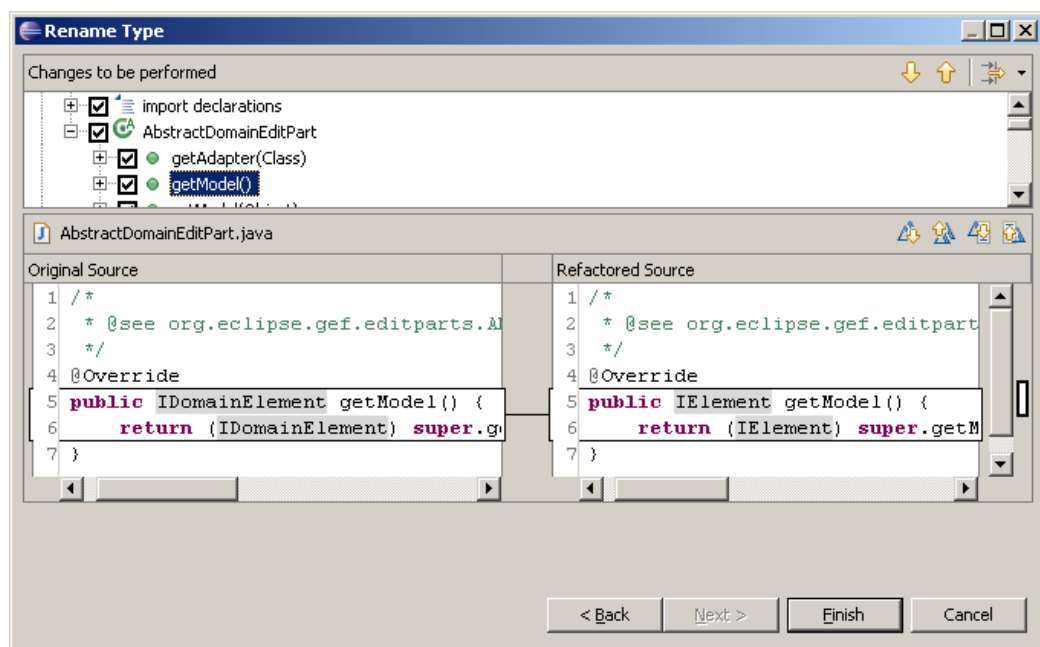 Rename Type
Changes to be performed
import declarations
AbstractDomainEditPart
getAdapter(Class)
getModel()
AbstractDomainEditPart.java
Original Source
Refactored Source
1 /*
2 * @see org.eclipse.gef.editparts.
3 */
4 @Override
5 public IDomainElement getModel() {
6 return (IDomainElement) super.
7 }
1 /*
2 * @see org.eclipse.gef.editpart
3 */
4 @Override
5 public IElement getModel() {
6 return (IElement) super.getM
7 }
< Back
Next >
Finish
Cancel